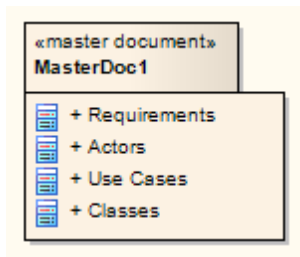 «master document»
MasterDoc1
+ Requirements
+ Actors
+ Use Cases
+ Classes